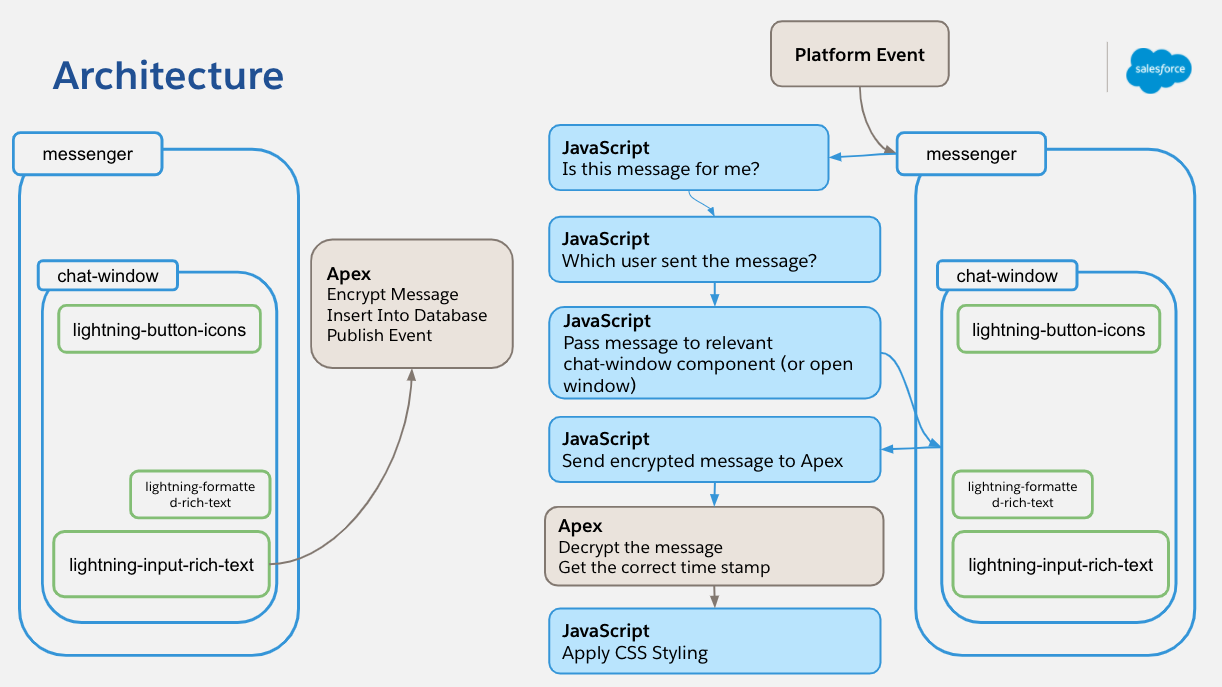 Architecture
Platform Event
salesforce
messenger
chat-window
lightning-button-icons
lightning-formatte
d-rich-text
lightning-input-rich-text
Apex
Encrypt Message
Insert Into Database
Publish Event
JavaScript
Is this message for me?
JavaScript
Which user sent the message?
JavaScript
Pass message to relevant
chat-window component (or open
window)
JavaScript
Send encrypted message to Apex
Apex
Decrypt the message
Get the correct time stamp
JavaScript
Apply CSS Styling
messenger
chat-window
lightning-button-icons
lightning-formatte
d-rich-text
lightning-input-rich-text